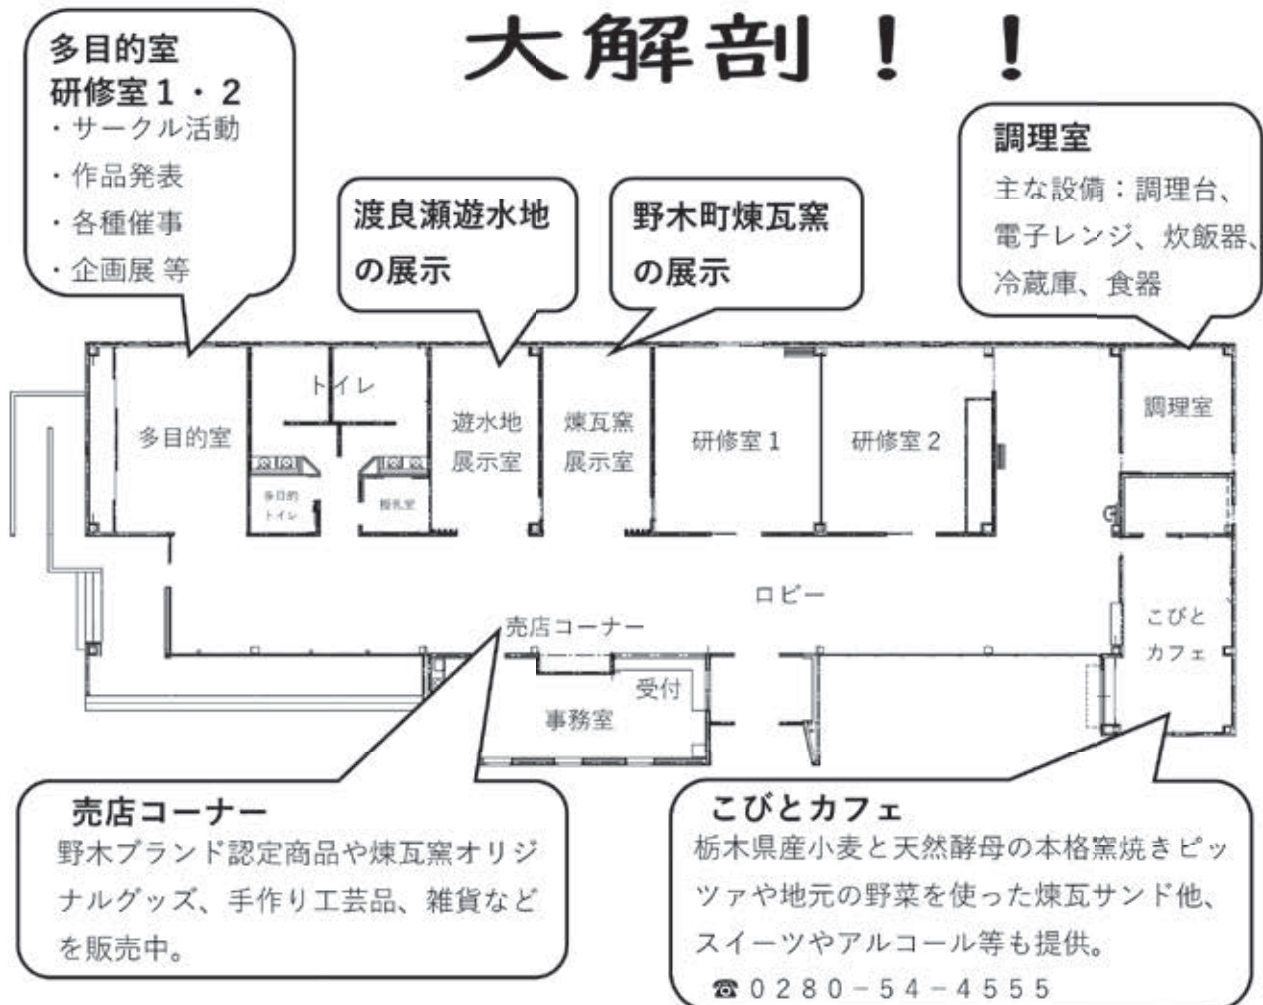 大解剖！！
多目的室
研修室１・２
・サークル活動
・作品発表
・各種催事
・企画展 等
渡良瀬遊水地
の展示
野木町煉瓦窯
の展示
調理室
主な設備：調理台、
電子レンジ、炊飯器、
冷蔵庫、食器
多目的室
トイレ
多目的
トイレ
授乳室
遊水地
展示室
煉瓦窯
展示室
研修室１
研修室２
調理室
ロビー
こびと
カフェ
売店コーナー
受付
事務室
売店コーナー
野木ブランド認定商品や煉瓦窯オリジ
ナルグッズ、手作り工芸品、雑貨など
を販売中。
こびとカフェ
栃木県産小麦と天然酵母の本格窯焼きピッ
ツァや地元の野菜を使った煉瓦サンド他、
スイーツやアルコール等も提供。
☎０２８０－５４－４５５５